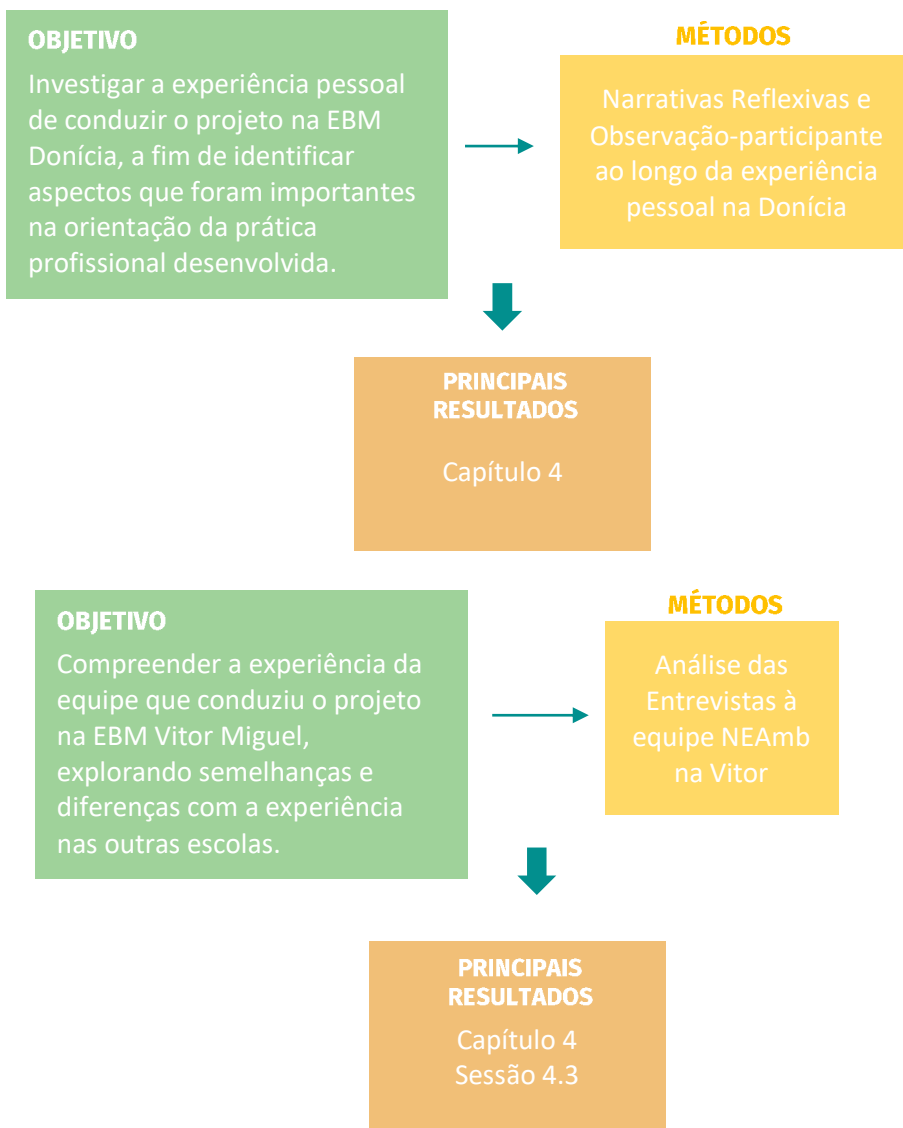 OBJETIVO
Investigar a experiência pessoal
de conduzir o projeto na EBM
Donícia, a fim de identificar
aspectos que foram importantes
na orientação da prática
profissional desenvolvida.
MÉTODOS
Narrativas Reflexivas e
Observação-participante
ao longo da experiência
pessoal na Donícia
PRINCIPAIS
RESULTADOS
Capítulo 4
OBJETIVO
Compreender a experiência da
equipe que conduziu o projeto
na EBM Vitor Miguel,
explorando semelhanças e
diferenças com a experiência
nas outras escolas.
MÉTODOS
Análise das
Entrevistas à
equipe NEAmb
na Vitor
PRINCIPAIS
RESULTADOS
Capítulo 4
Sessão 4.3